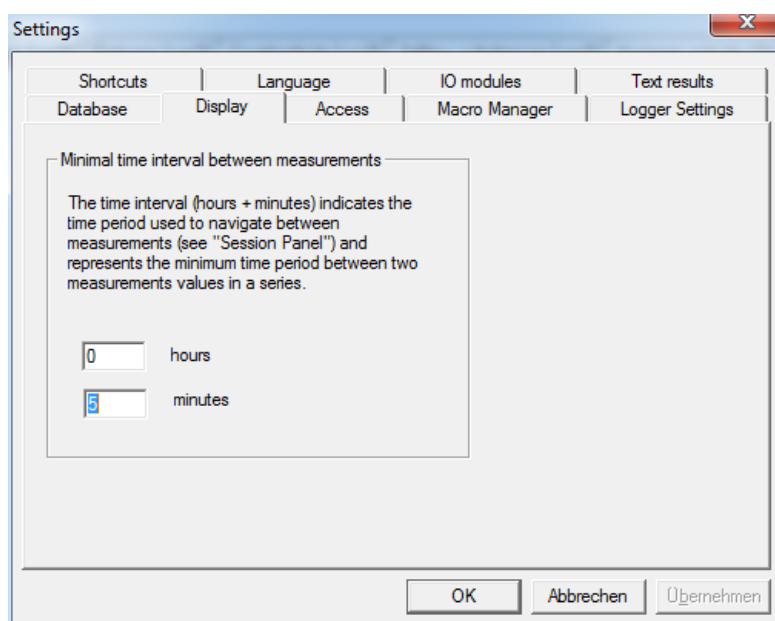 Settings
Shortcuts Language IO modules Text results
Database Display Access Macro Manager Logger Settings
Minimal time interval between measurements
The time interval (hours + minutes) indicates the
time period used to navigate between
measurements (see "Session Panel") and
represents the minimum time period between two
measurements values in a series.
0 hours
5 minutes
OK Abbrechen Übernehmen